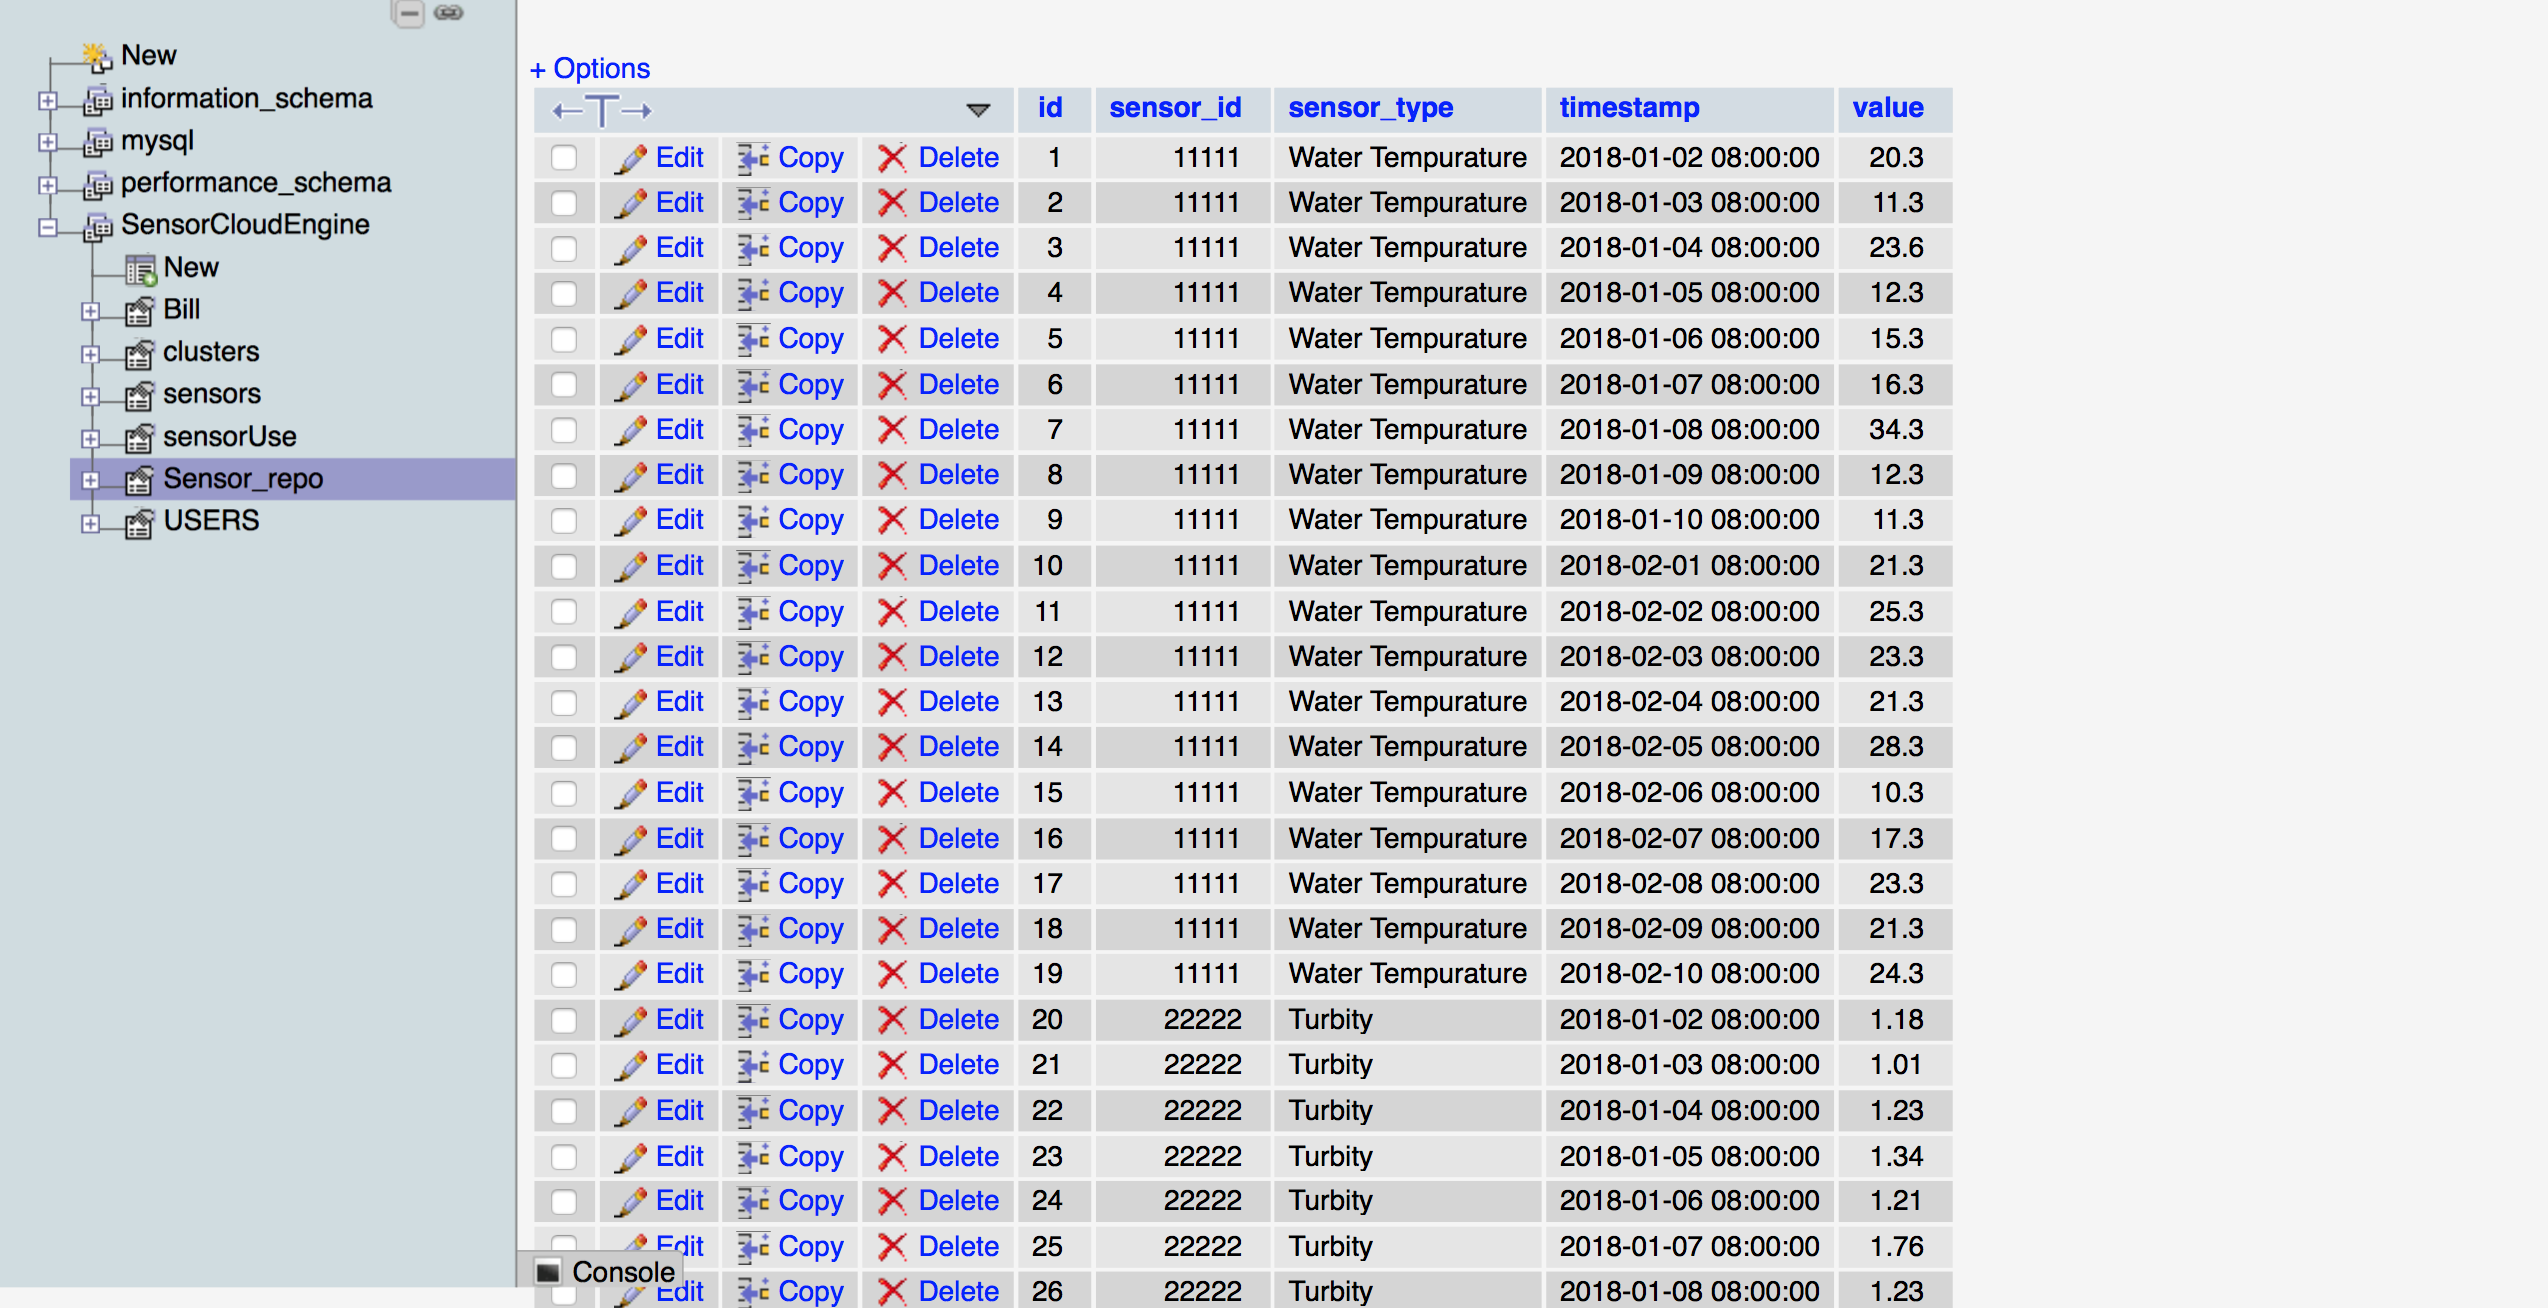 New
information_schema
mysql
performance_schema
SensorCloudEngine
New
Bill
clusters
sensors
sensorUse
Sensor_repo
USERS
+ Options
←T→ id sensor_id sensor_type timestamp value
Edit Copy Delete 1 11111 Water Tempurature 2018-01-02 08:00:00 20.3
Edit Copy Delete 2 11111 Water Tempurature 2018-01-03 08:00:00 11.3
Edit Copy Delete 3 11111 Water Tempurature 2018-01-04 08:00:00 23.6
Edit Copy Delete 4 11111 Water Tempurature 2018-01-05 08:00:00 12.3
Edit Copy Delete 5 11111 Water Tempurature 2018-01-06 08:00:00 15.3
Edit Copy Delete 6 11111 Water Tempurature 2018-01-07 08:00:00 16.3
Edit Copy Delete 7 11111 Water Tempurature 2018-01-08 08:00:00 34.3
Edit Copy Delete 8 11111 Water Tempurature 2018-01-09 08:00:00 12.3
Edit Copy Delete 9 11111 Water Tempurature 2018-01-10 08:00:00 11.3
Edit Copy Delete 10 11111 Water Tempurature 2018-02-01 08:00:00 21.3
Edit Copy Delete 11 11111 Water Tempurature 2018-02-02 08:00:00 25.3
Edit Copy Delete 12 11111 Water Tempurature 2018-02-03 08:00:00 23.3
Edit Copy Delete 13 11111 Water Tempurature 2018-02-04 08:00:00 21.3
Edit Copy Delete 14 11111 Water Tempurature 2018-02-05 08:00:00 28.3
Edit Copy Delete 15 11111 Water Tempurature 2018-02-06 08:00:00 10.3
Edit Copy Delete 16 11111 Water Tempurature 2018-02-07 08:00:00 17.3
Edit Copy Delete 17 11111 Water Tempurature 2018-02-08 08:00:00 23.3
Edit Copy Delete 18 11111 Water Tempurature 2018-02-09 08:00:00 21.3
Edit Copy Delete 19 11111 Water Tempurature 2018-02-10 08:00:00 24.3
Edit Copy Delete 20 22222 Turbity 2018-01-02 08:00:00 1.18
Edit Copy Delete 21 22222 Turbity 2018-01-03 08:00:00 1.01
Edit Copy Delete 22 22222 Turbity 2018-01-04 08:00:00 1.23
Edit Copy Delete 23 22222 Turbity 2018-01-05 08:00:00 1.34
Edit Copy Delete 24 22222 Turbity 2018-01-06 08:00:00 1.21
Edit Copy Delete 25 22222 Turbity 2018-01-07 08:00:00 1.76
Console
Edit Copy Delete 26 22222 Turbity 2018-01-08 08:00:00 1.23